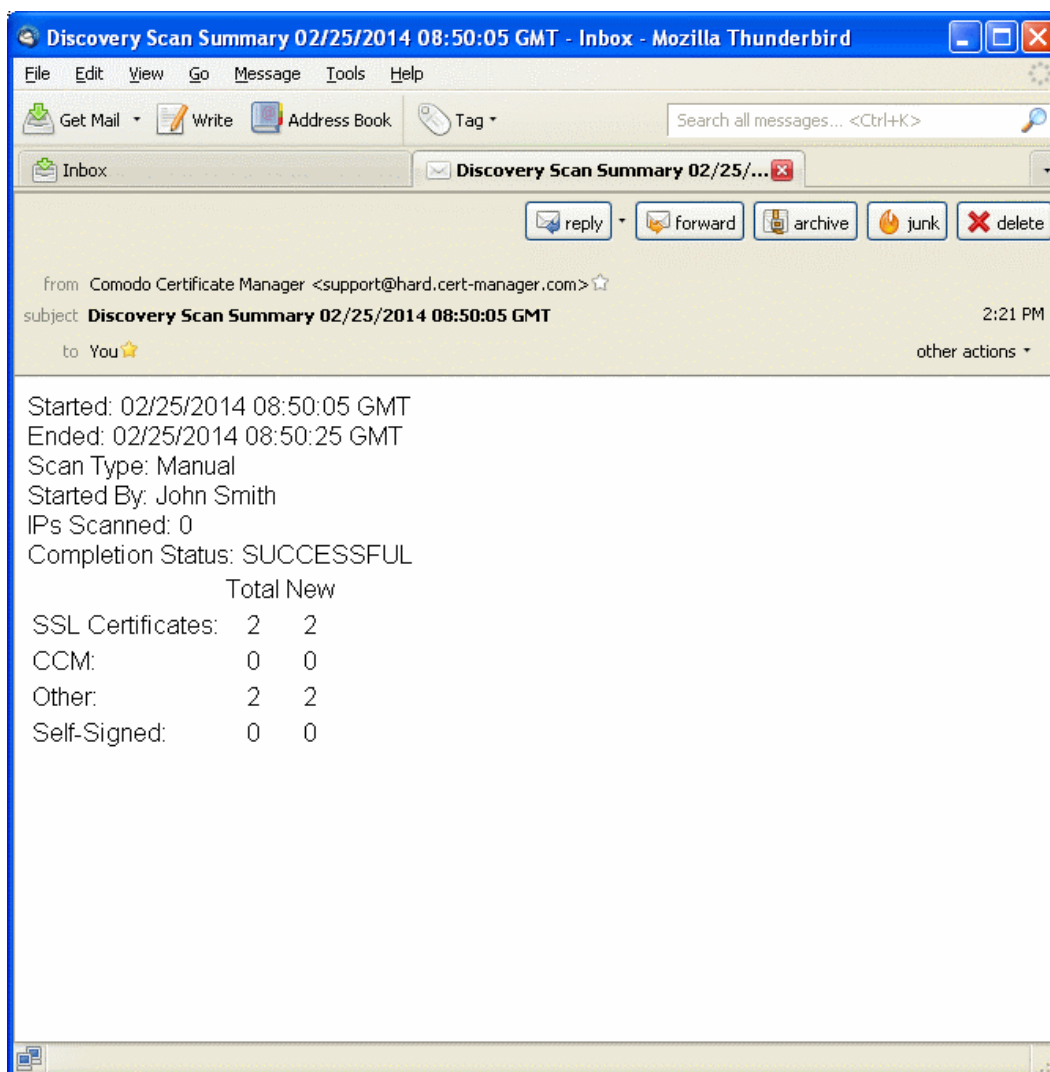 Discovery Scan Summary 02/25/2014 08:50:05 GMT - Inbox - Mozilla Thunderbird
File Edit View Go Message Tools Help
Get Mail Write Address Book Tag Search all messages... <Ctrl+K>
Inbox Discovery Scan Summary 02/25/...
reply forward archive junk delete
from Comodo Certificate Manager <support@hard.cert-manager.com>
subject Discovery Scan Summary 02/25/2014 08:50:05 GMT 2:21 PM
to You other actions
Started: 02/25/2014 08:50:05 GMT
Ended: 02/25/2014 08:50:25 GMT
Scan Type: Manual
Started By: John Smith
IPs Scanned: 0
Completion Status: SUCCESSFUL
Total New
SSL Certificates: 2 2
CCM: 0 0
Other: 2 2
Self-Signed: 0 0